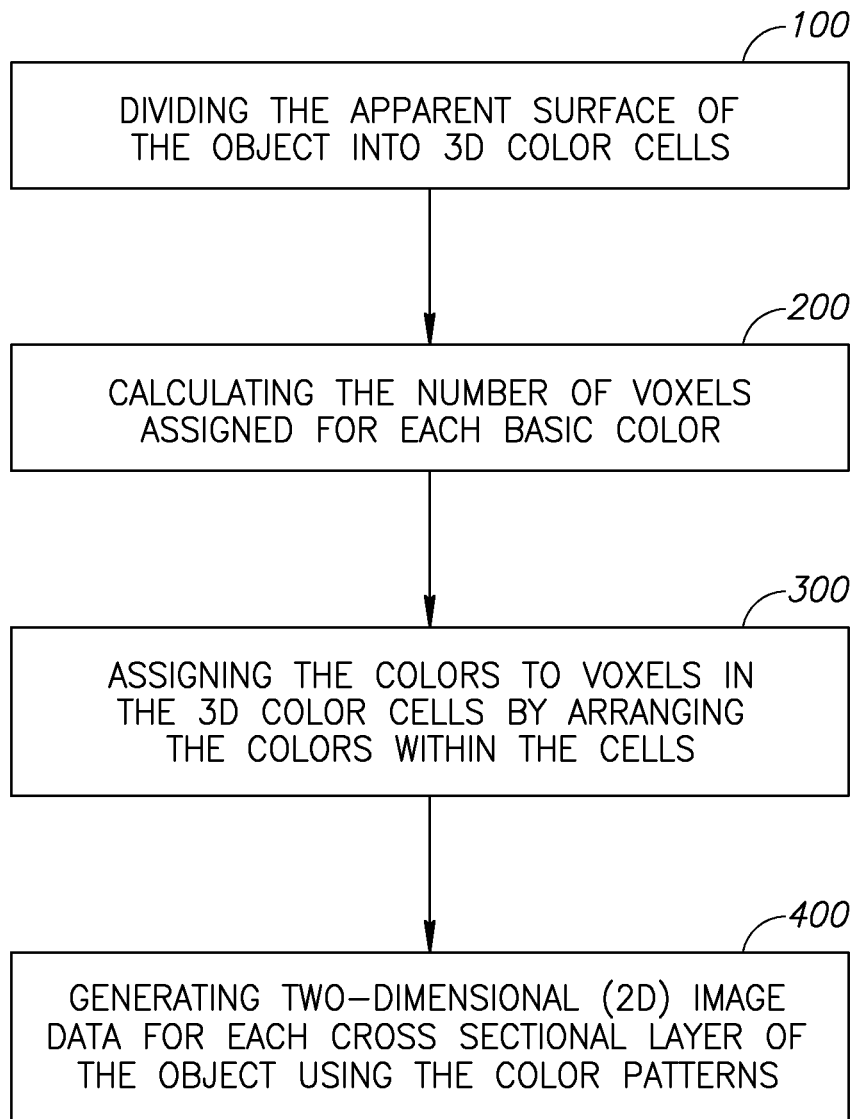 100
DIVIDING THE APPARENT SURFACE OF
THE OBJECT INTO 3D COLOR CELLS
200
CALCULATING THE NUMBER OF VOXELS
ASSIGNED FOR EACH BASIC COLOR
300
ASSIGNING THE COLORS TO VOXELS IN
THE 3D COLOR CELLS BY ARRANGING
THE COLORS WITHIN THE CELLS
400
GENERATING TWO-DIMENSIONAL (2D) IMAGE
DATA FOR EACH CROSS SECTIONAL LAYER OF
THE OBJECT USING THE COLOR PATTERNS